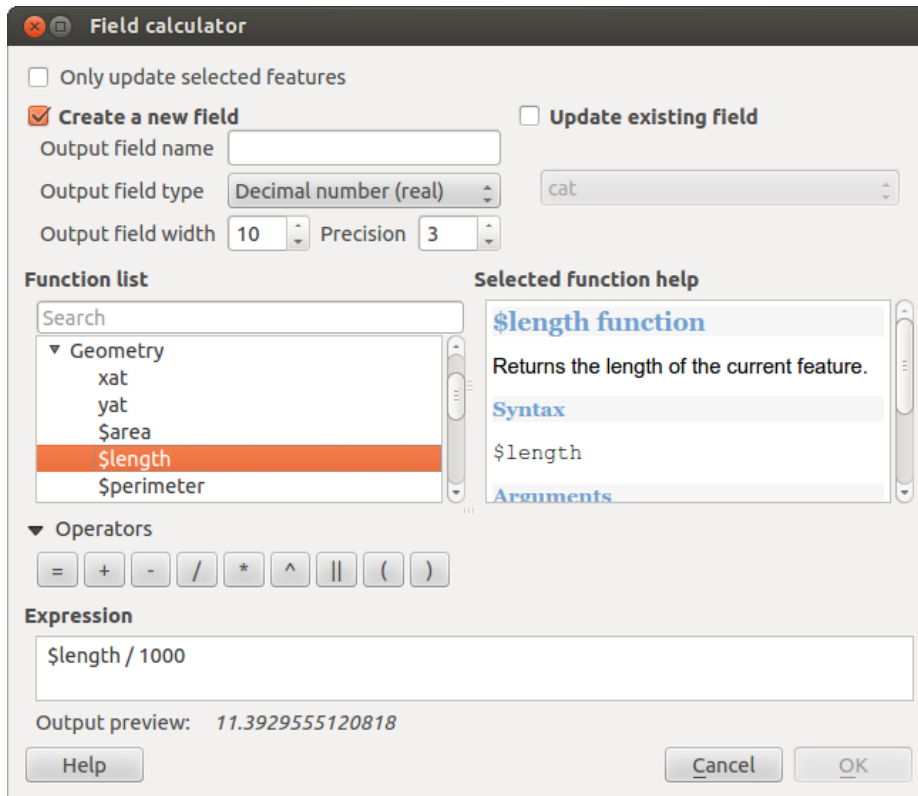 Field calculator
Only update selected features
Create a new field
Update existing field
Output field name
Output field type Decimal number (real)
cat
Output field width 10 Precision 3
Function list
Selected function help
Search
Geometry
xat
yat
$area
$length
$perimeter
$length function
Returns the length of the current feature.
Syntax
$length
Arguments
Operators
= + - / * ^ || ( )
Expression
$length / 1000
Output preview: 11.3929555120818
Help
Cancel
OK